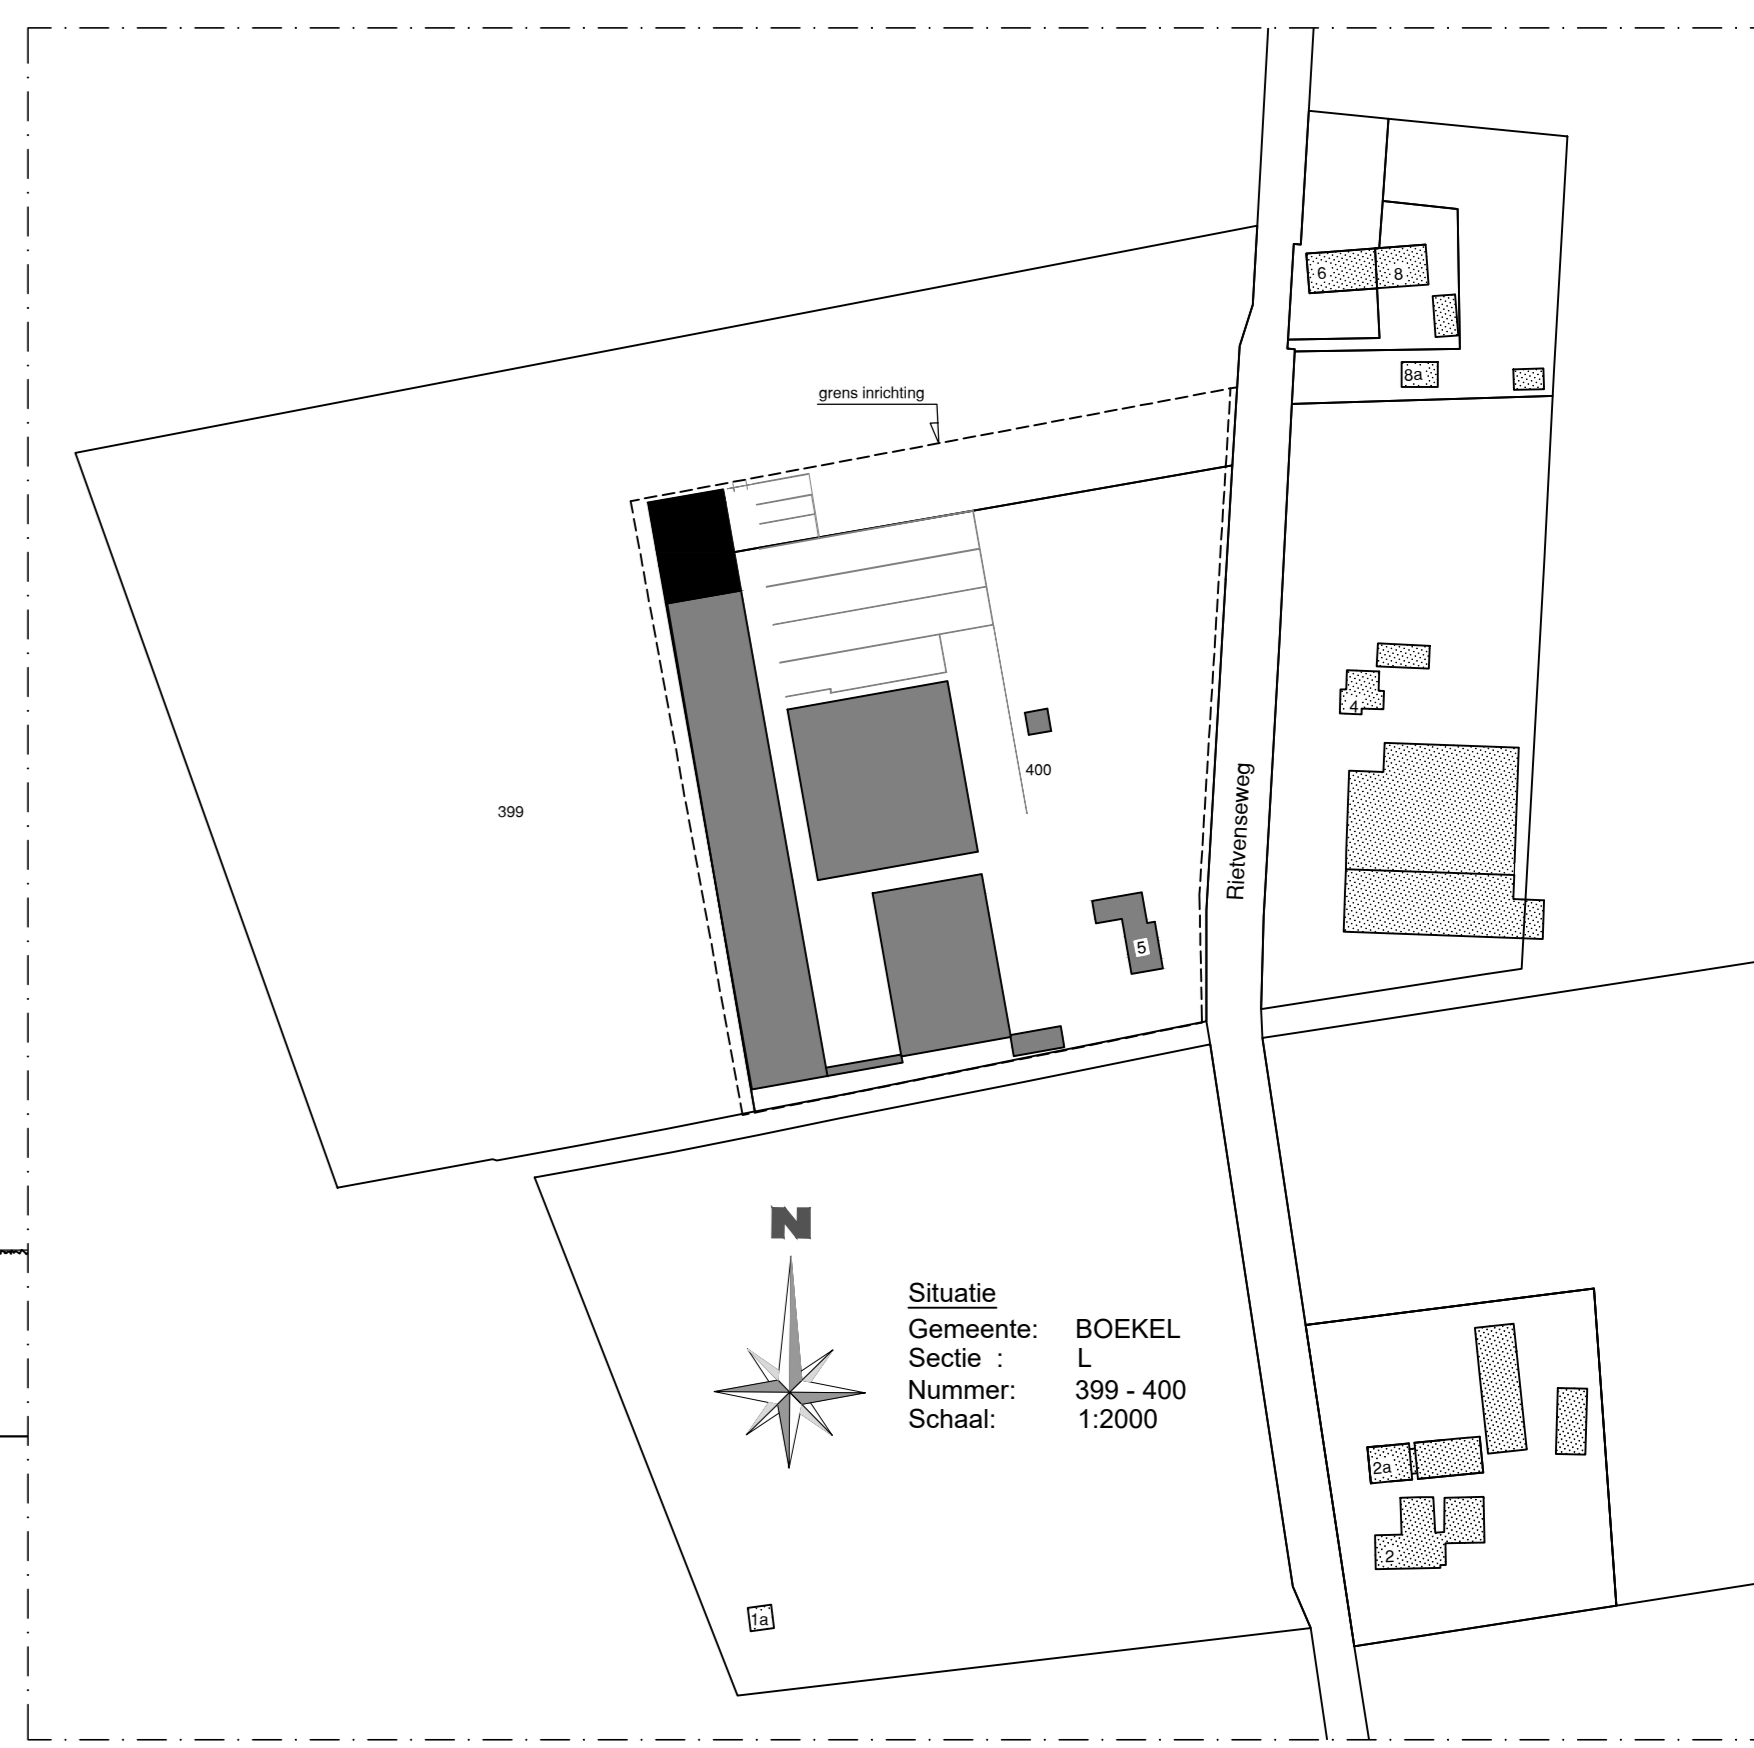 6
8
8a
grens inrichting
4
400
Rietvenseweg
399
5
N
Situatie
Gemeente: BOEKEL
Sectie : L
Nummer: 399 - 400
Schaal: 1:2000
2a
2
1a